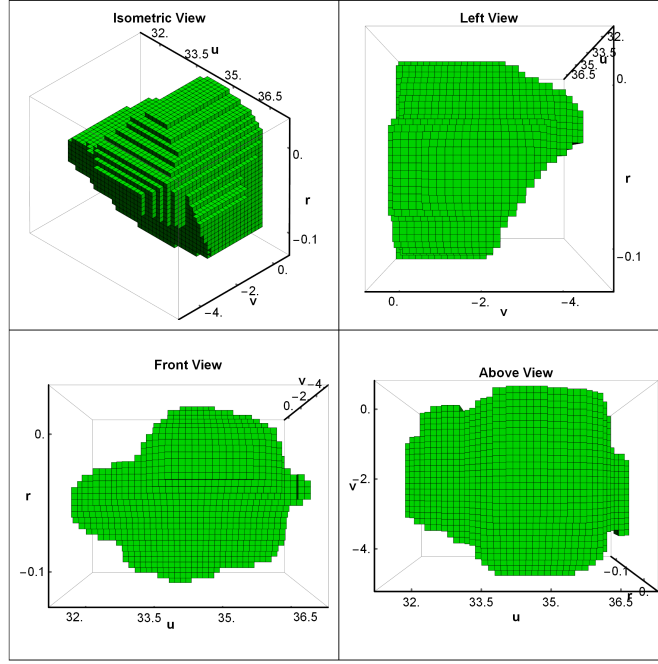 Isometric View
32.
u
33.5
35.
36.5
0.
r
-0.1
0.
-2.
v
-4.
Left View
32.
33.5
u
35.
36.5
0.
r
-0.1
0.
-2.
-4.
v
Front View
v -4.
-2.
0.
0.
r
-0.1
32.
33.5
35.
36.5
u
Above View
0.
v -2.
-4.
-0.1
r 0.
32.
33.5
35.
36.5
u